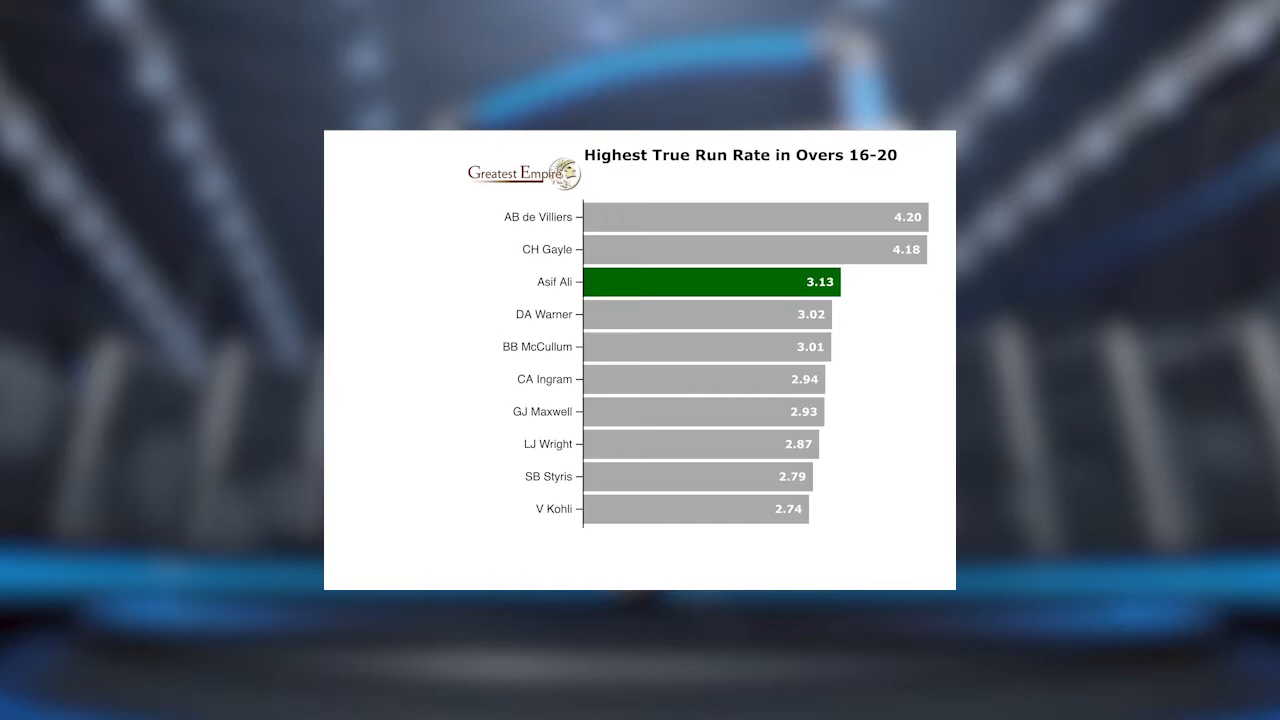 Highest True Run Rate in Overs 16-20
Greatest Empire
AB de Villiers 4.20
CH Gayle 4.18
Asif Ali 3.13
DA Warner 3.02
BB McCullum 3.01
CA Ingram 2.94
GJ Maxwell 2.93
LJ Wright 2.87
SB Styris 2.79
V Kohli 2.74